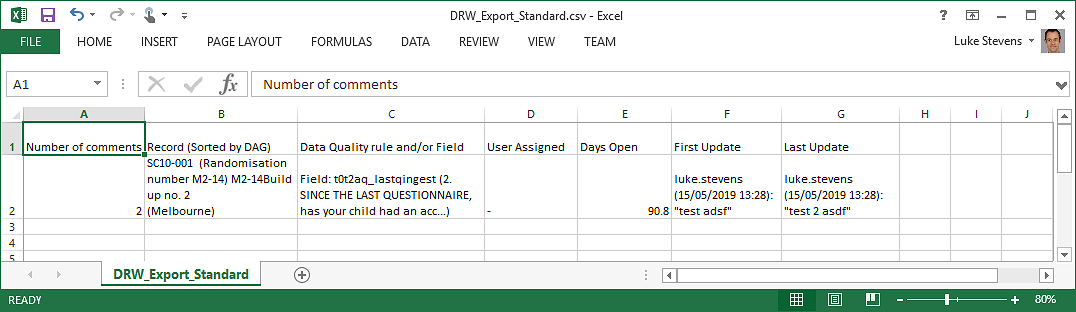 DRW_Export_Standard.csv - Excel
FILE HOME INSERT PAGE LAYOUT FORMULAS DATA REVIEW VIEW TEAM Luke Stevens
A1 fx Number of comments
A B C D E F G H I J
1 Number of comments Record (Sorted by DAG) Data Quality rule and/or Field User Assigned Days Open First Update Last Update
SC10-001 (Randomisation
number M2-14) M2-14Build
up no. 2
(Melbourne)
Field: t0t2aq_lastqingest (2.
SINCE THE LAST QUESTIONNAIRE,
has your child had an acc...)
luke.stevens
(15/05/2019 13:28):
"test adsf"
luke.stevens
(15/05/2019 13:28):
"test 2 asdf"
2 2 - 90.8
3
4
5
DRW_Export_Standard
READY 80%